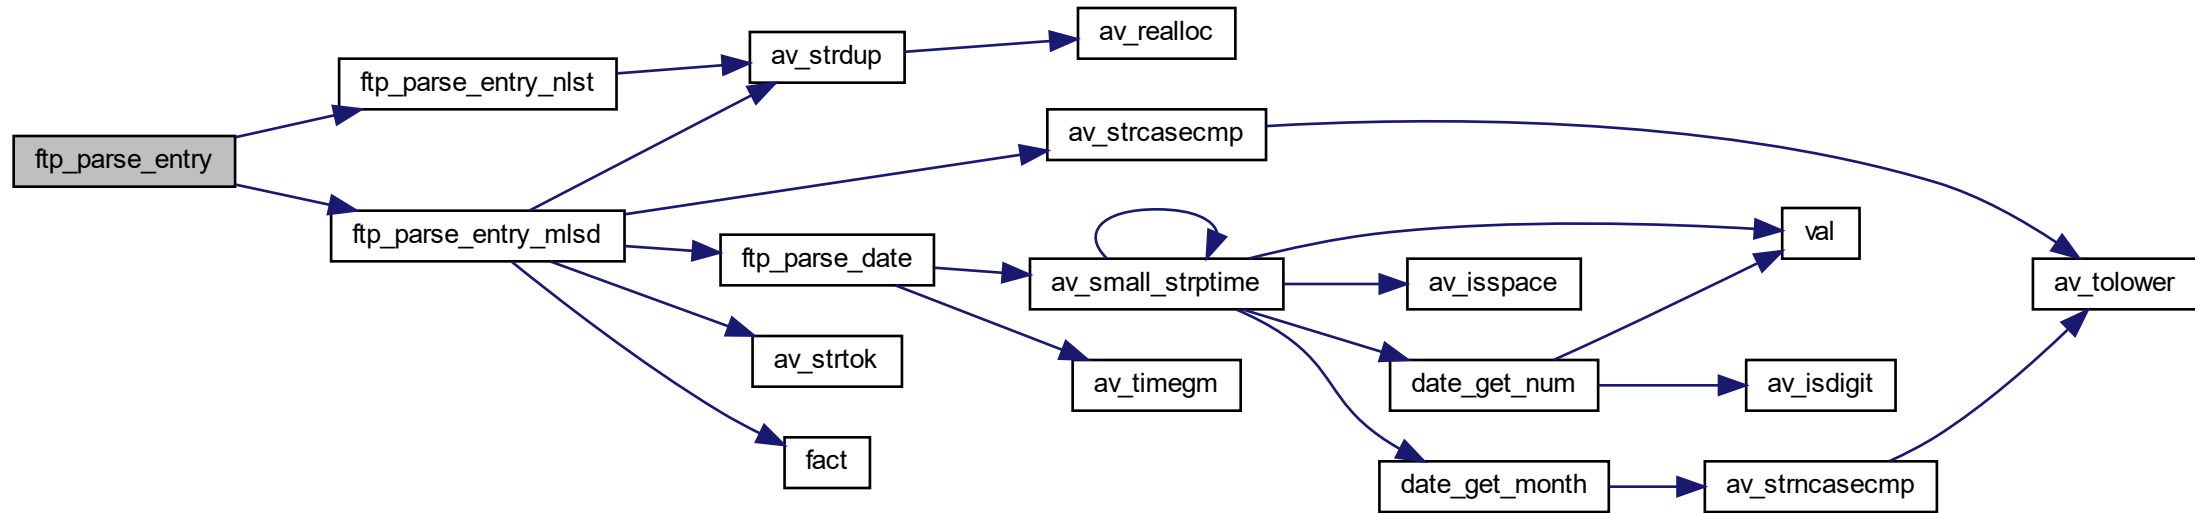 ftp_parse_entry
ftp_parse_entry_nlst
ftp_parse_entry_mlsd
av_strdup
av_realloc
av_strcasecmp
ftp_parse_date
av_strtok
fact
av_small_strptime
av_timegm
val
av_isspace
date_get_num
av_isdigit
date_get_month
av_strncasecmp
av_tolower